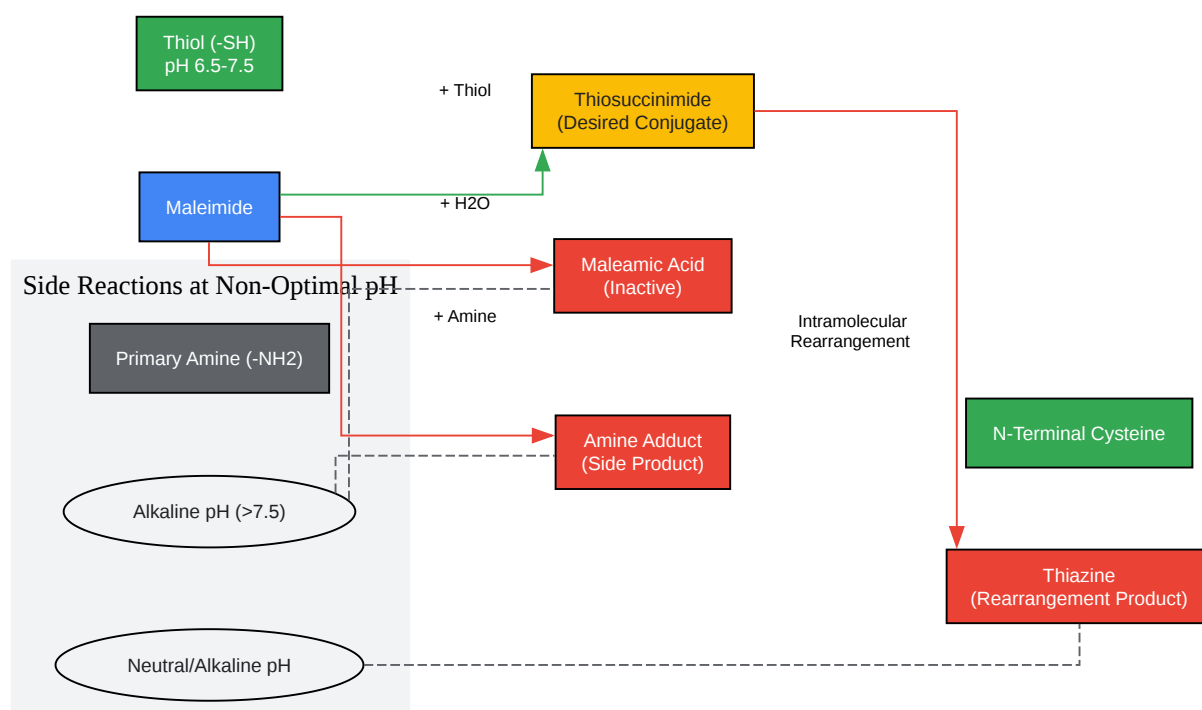 Thiol (-SH)
pH 6.5-7.5
+ Thiol
Thiosuccinimide
(Desired Conjugate)
Maleimide
+ H2O
Maleamic Acid
(Inactive)
Side Reactions at Non-Optimal pH
+ Amine
Intramolecular
Rearrangement
Primary Amine (-NH2)
Amine Adduct
(Side Product)
N-Terminal Cysteine
Alkaline pH (>7.5)
Thiazine
(Rearrangement Product)
Neutral/Alkaline pH